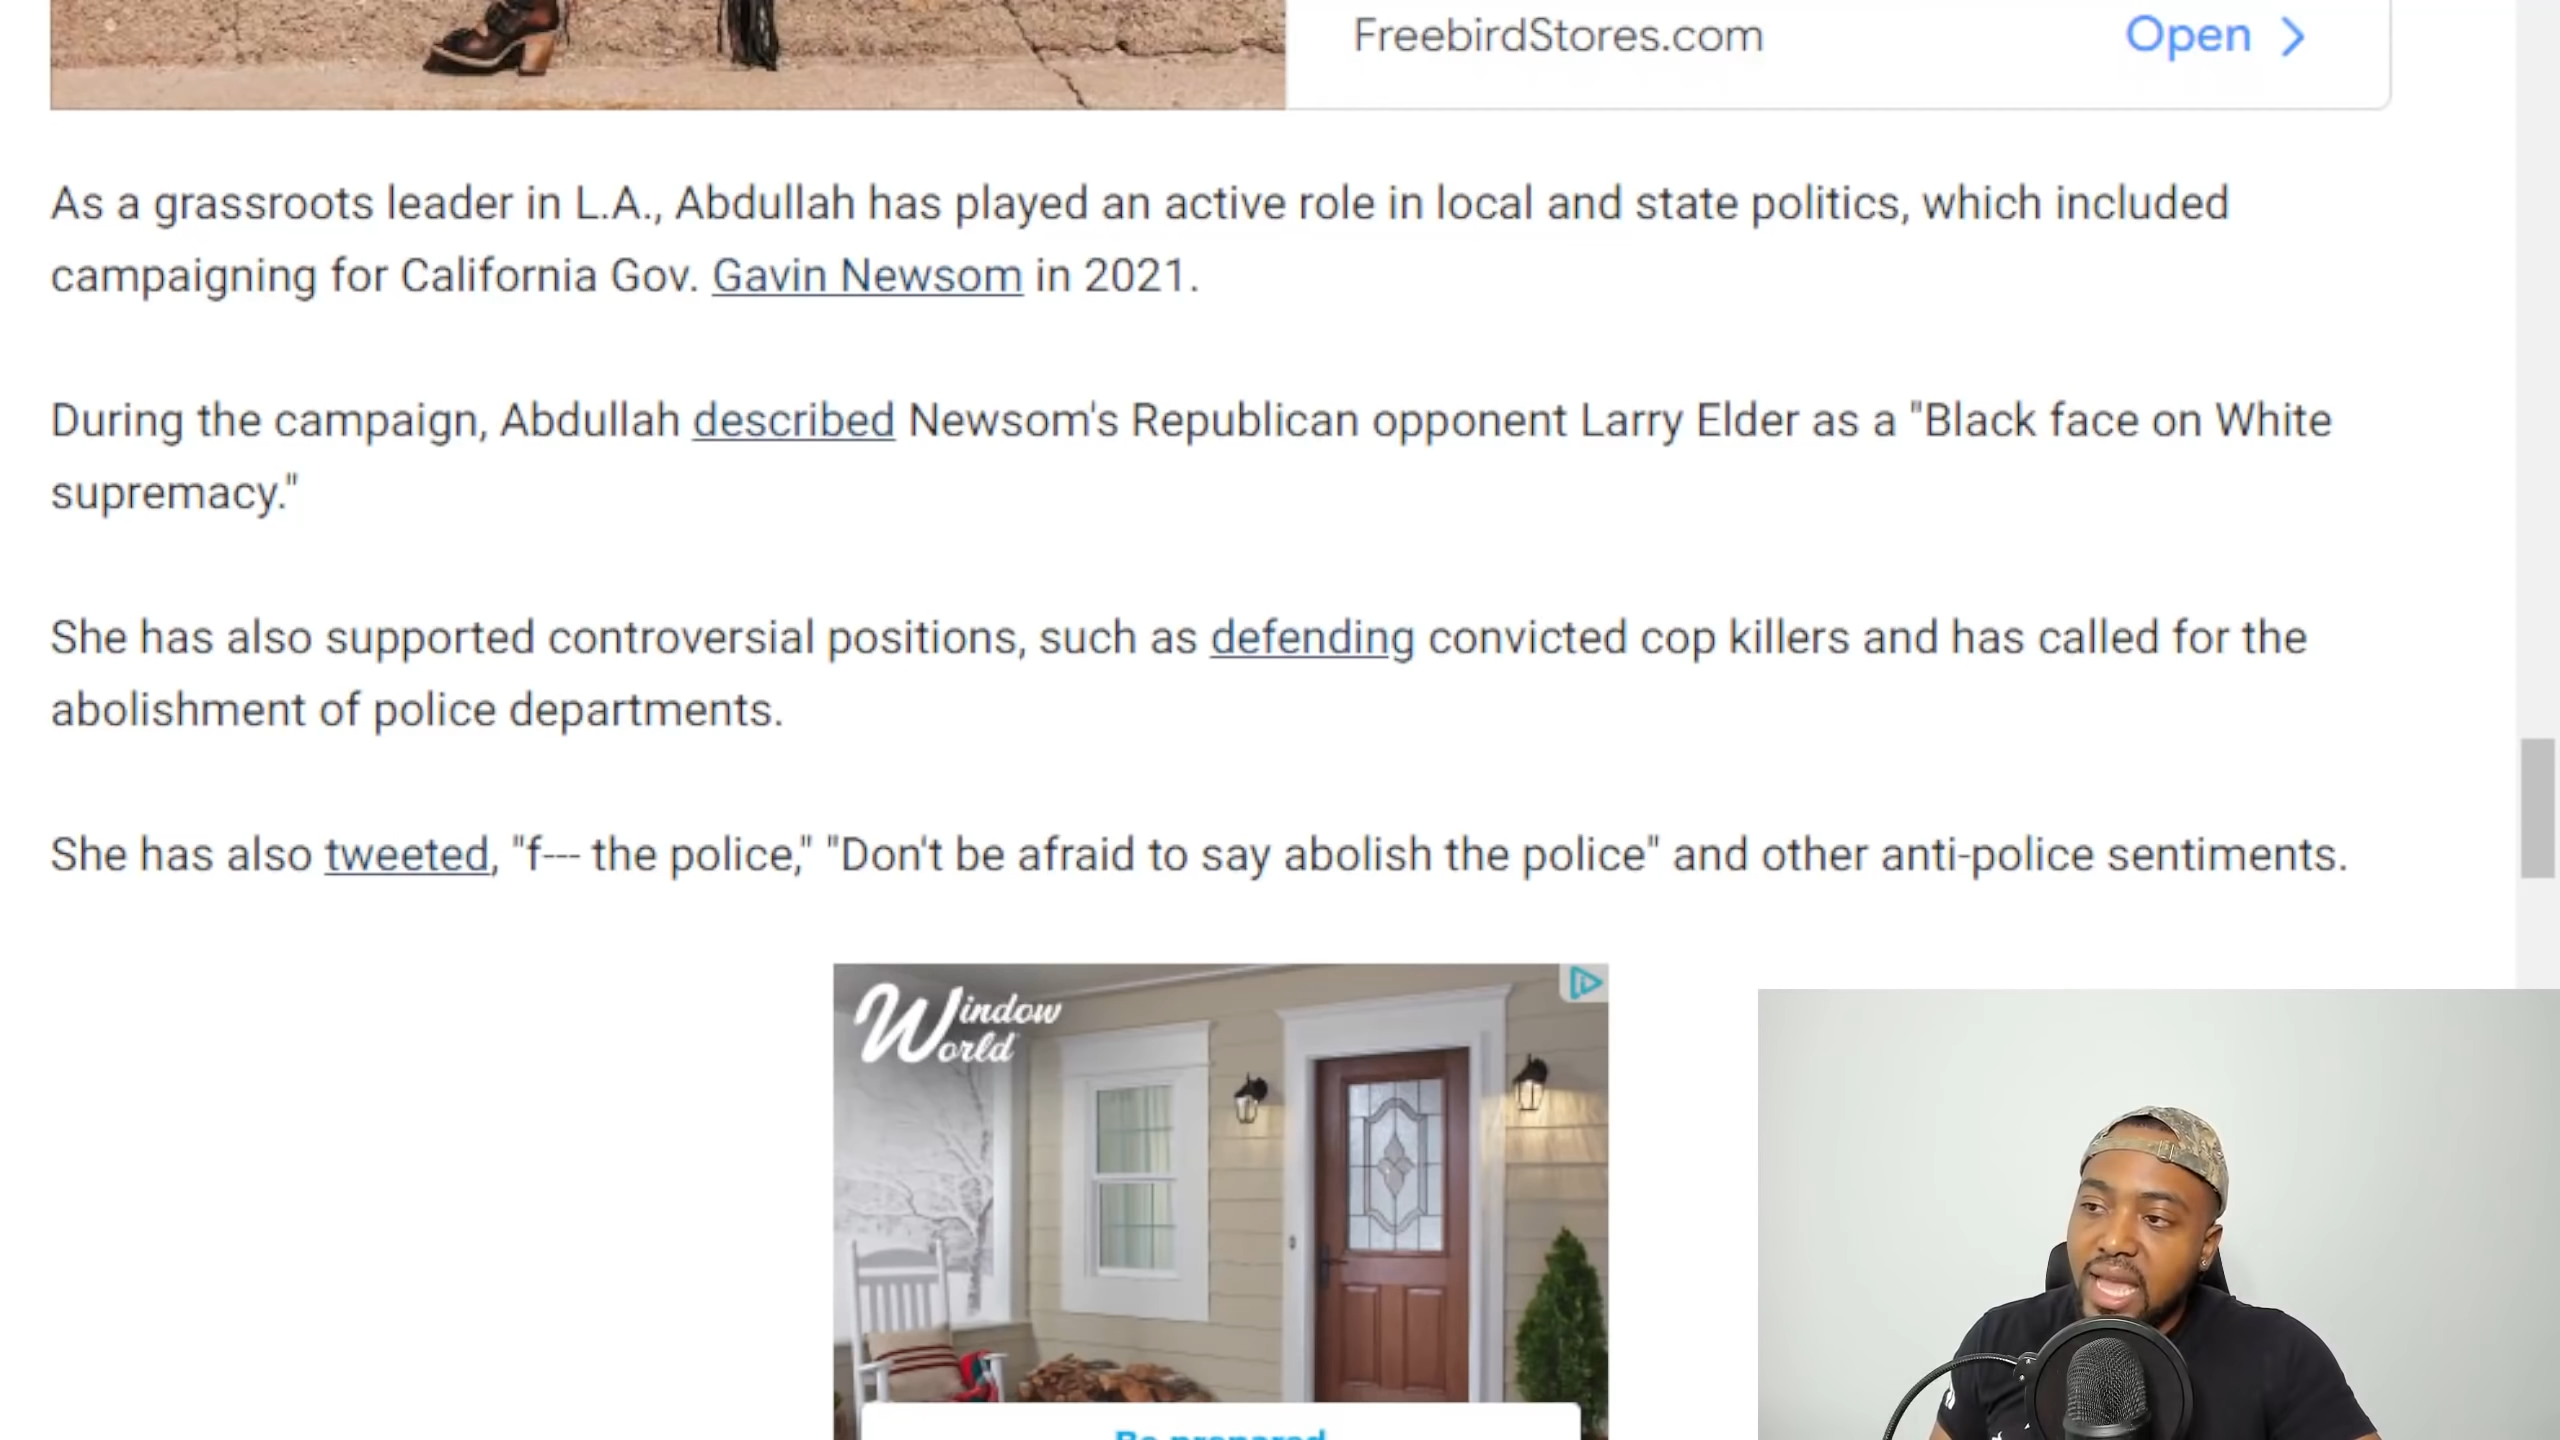 FreebirdStores.com
Open
As a grassroots leader in L.A., Abdullah has played an active role in local and state politics, which included
campaigning for California Gov. Gavin Newsom in 2021.
During the campaign, Abdullah described Newsom's Republican opponent Larry Elder as a "Black face on White
supremacy."
She has also supported controversial positions, such as defending convicted cop killers and has called for the
abolishment of police departments.
She has also tweeted, "f--- the police," "Don't be afraid to say abolish the police" and other anti-police sentiments.
Window
World
Be prepared